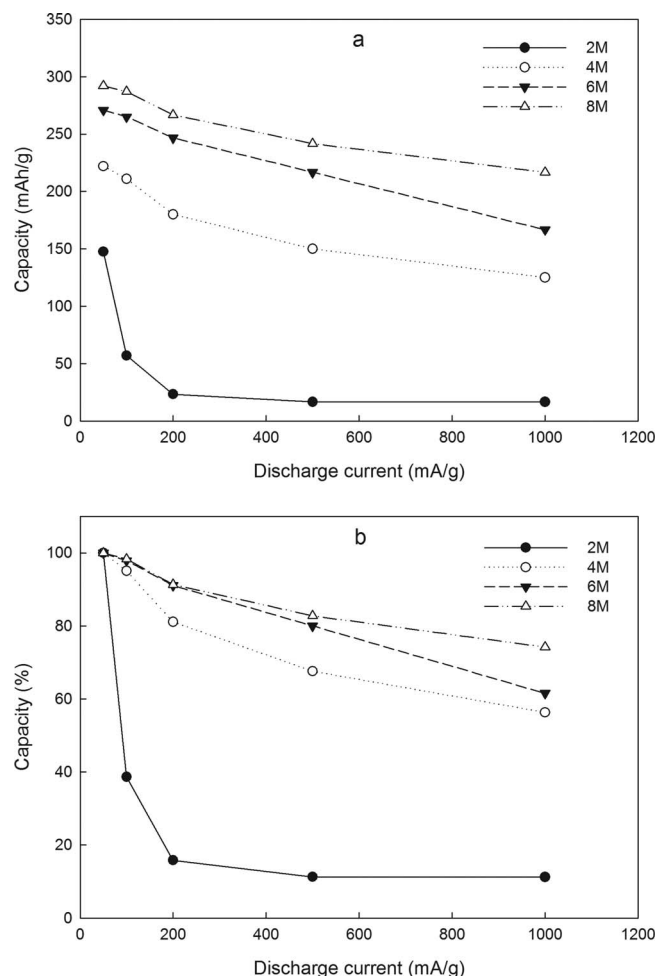 a
2M
4M
6M
8M
350
300
250
200
150
100
50
0
Capacity (mAh/g)
0 200 400 600 800 1000 1200
Discharge current (mA/g)
b
2M
4M
6M
8M
100
80
60
40
20
0
Capacity (%)
0 200 400 600 800 1000 1200
Discharge current (mA/g)